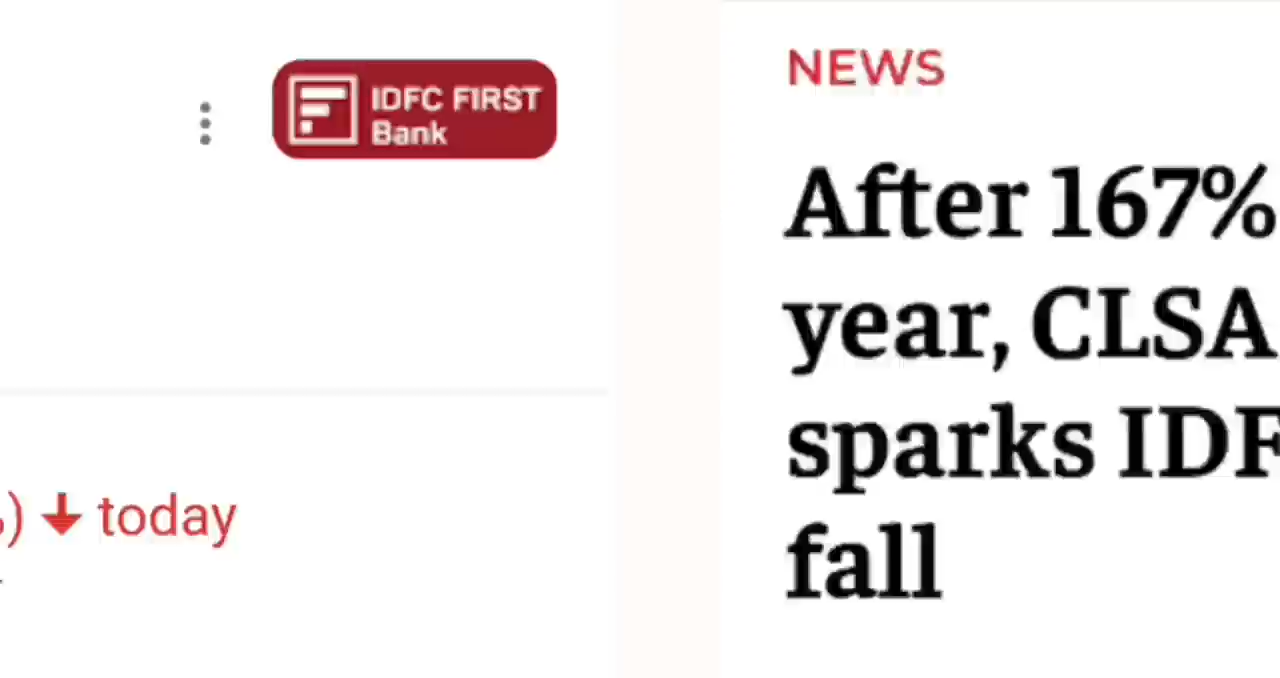 IDFC FIRST
Bank
) ↓ today
NEWS
After 167%
year, CLSA
sparks IDF
fall